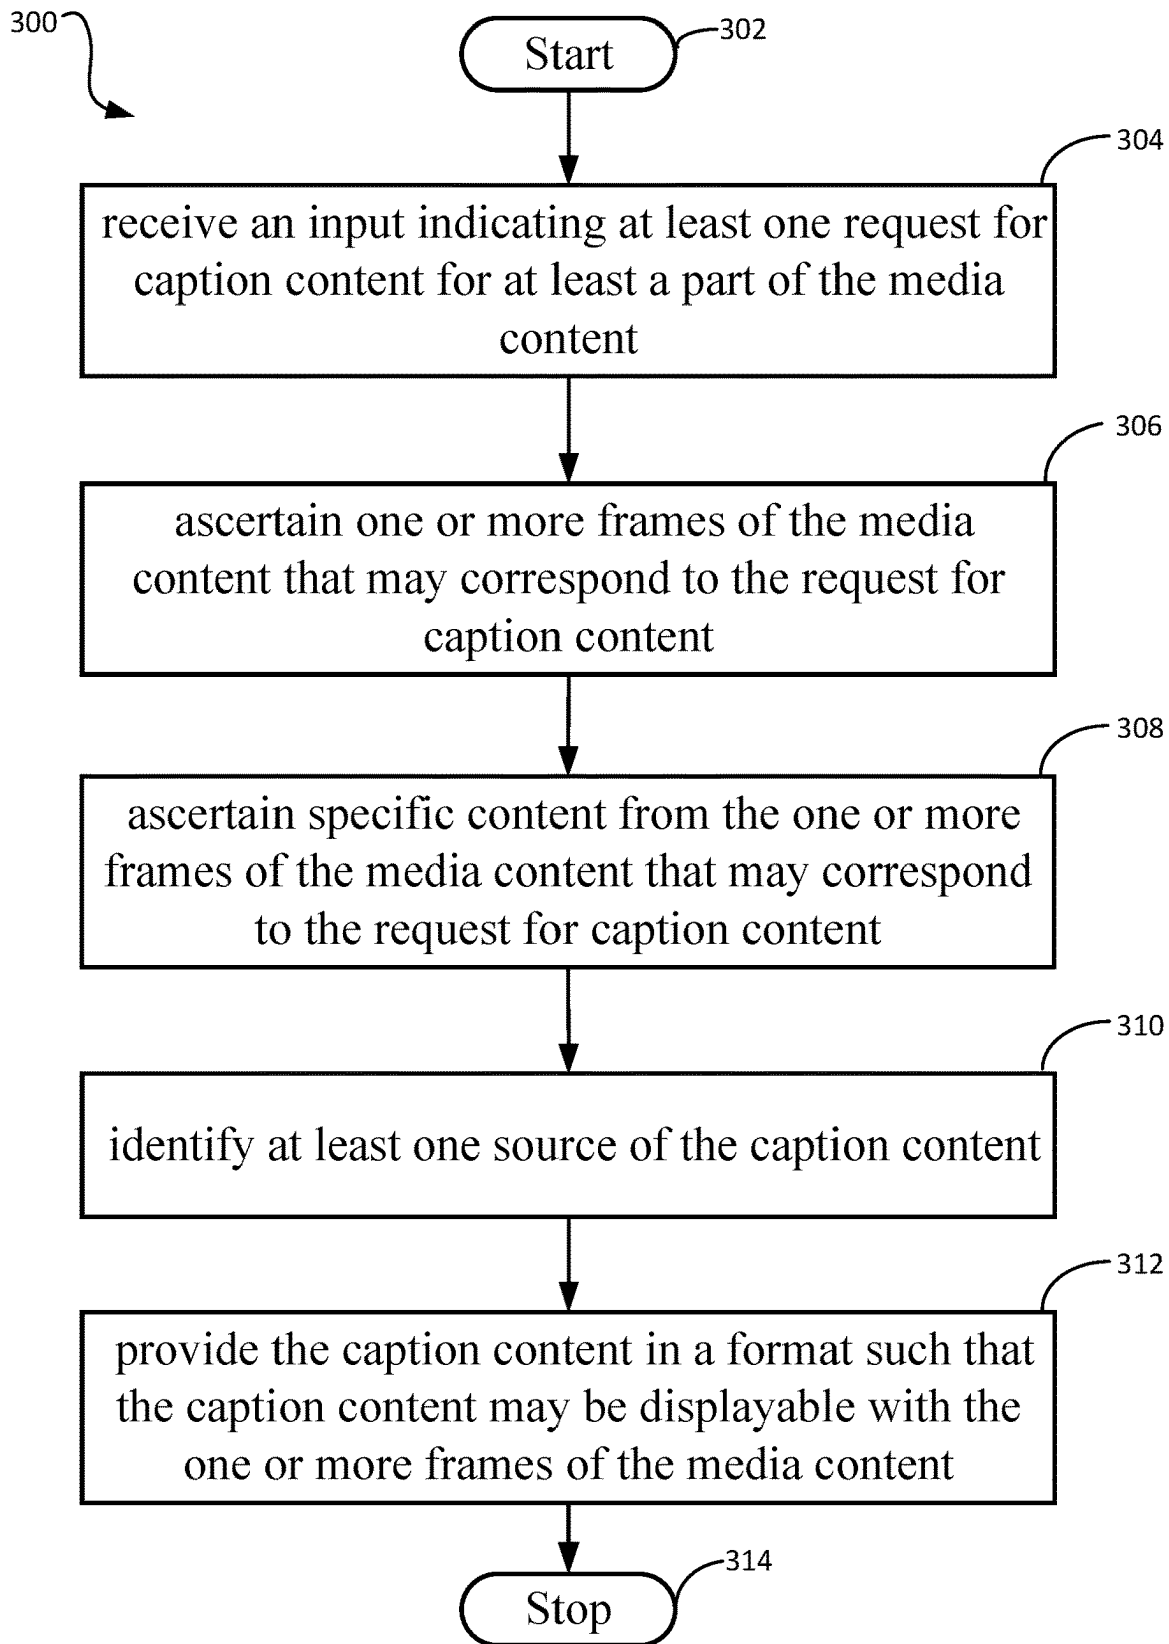 300
Start
302
304
receive an input indicating at least one request for
caption content for at least a part of the media
content
306
ascertain one or more frames of the media
content that may correspond to the request for
caption content
308
ascertain specific content from the one or more
frames of the media content that may correspond
to the request for caption content
310
identify at least one source of the caption content
312
provide the caption content in a format such that
the caption content may be displayable with the
one or more frames of the media content
314
Stop